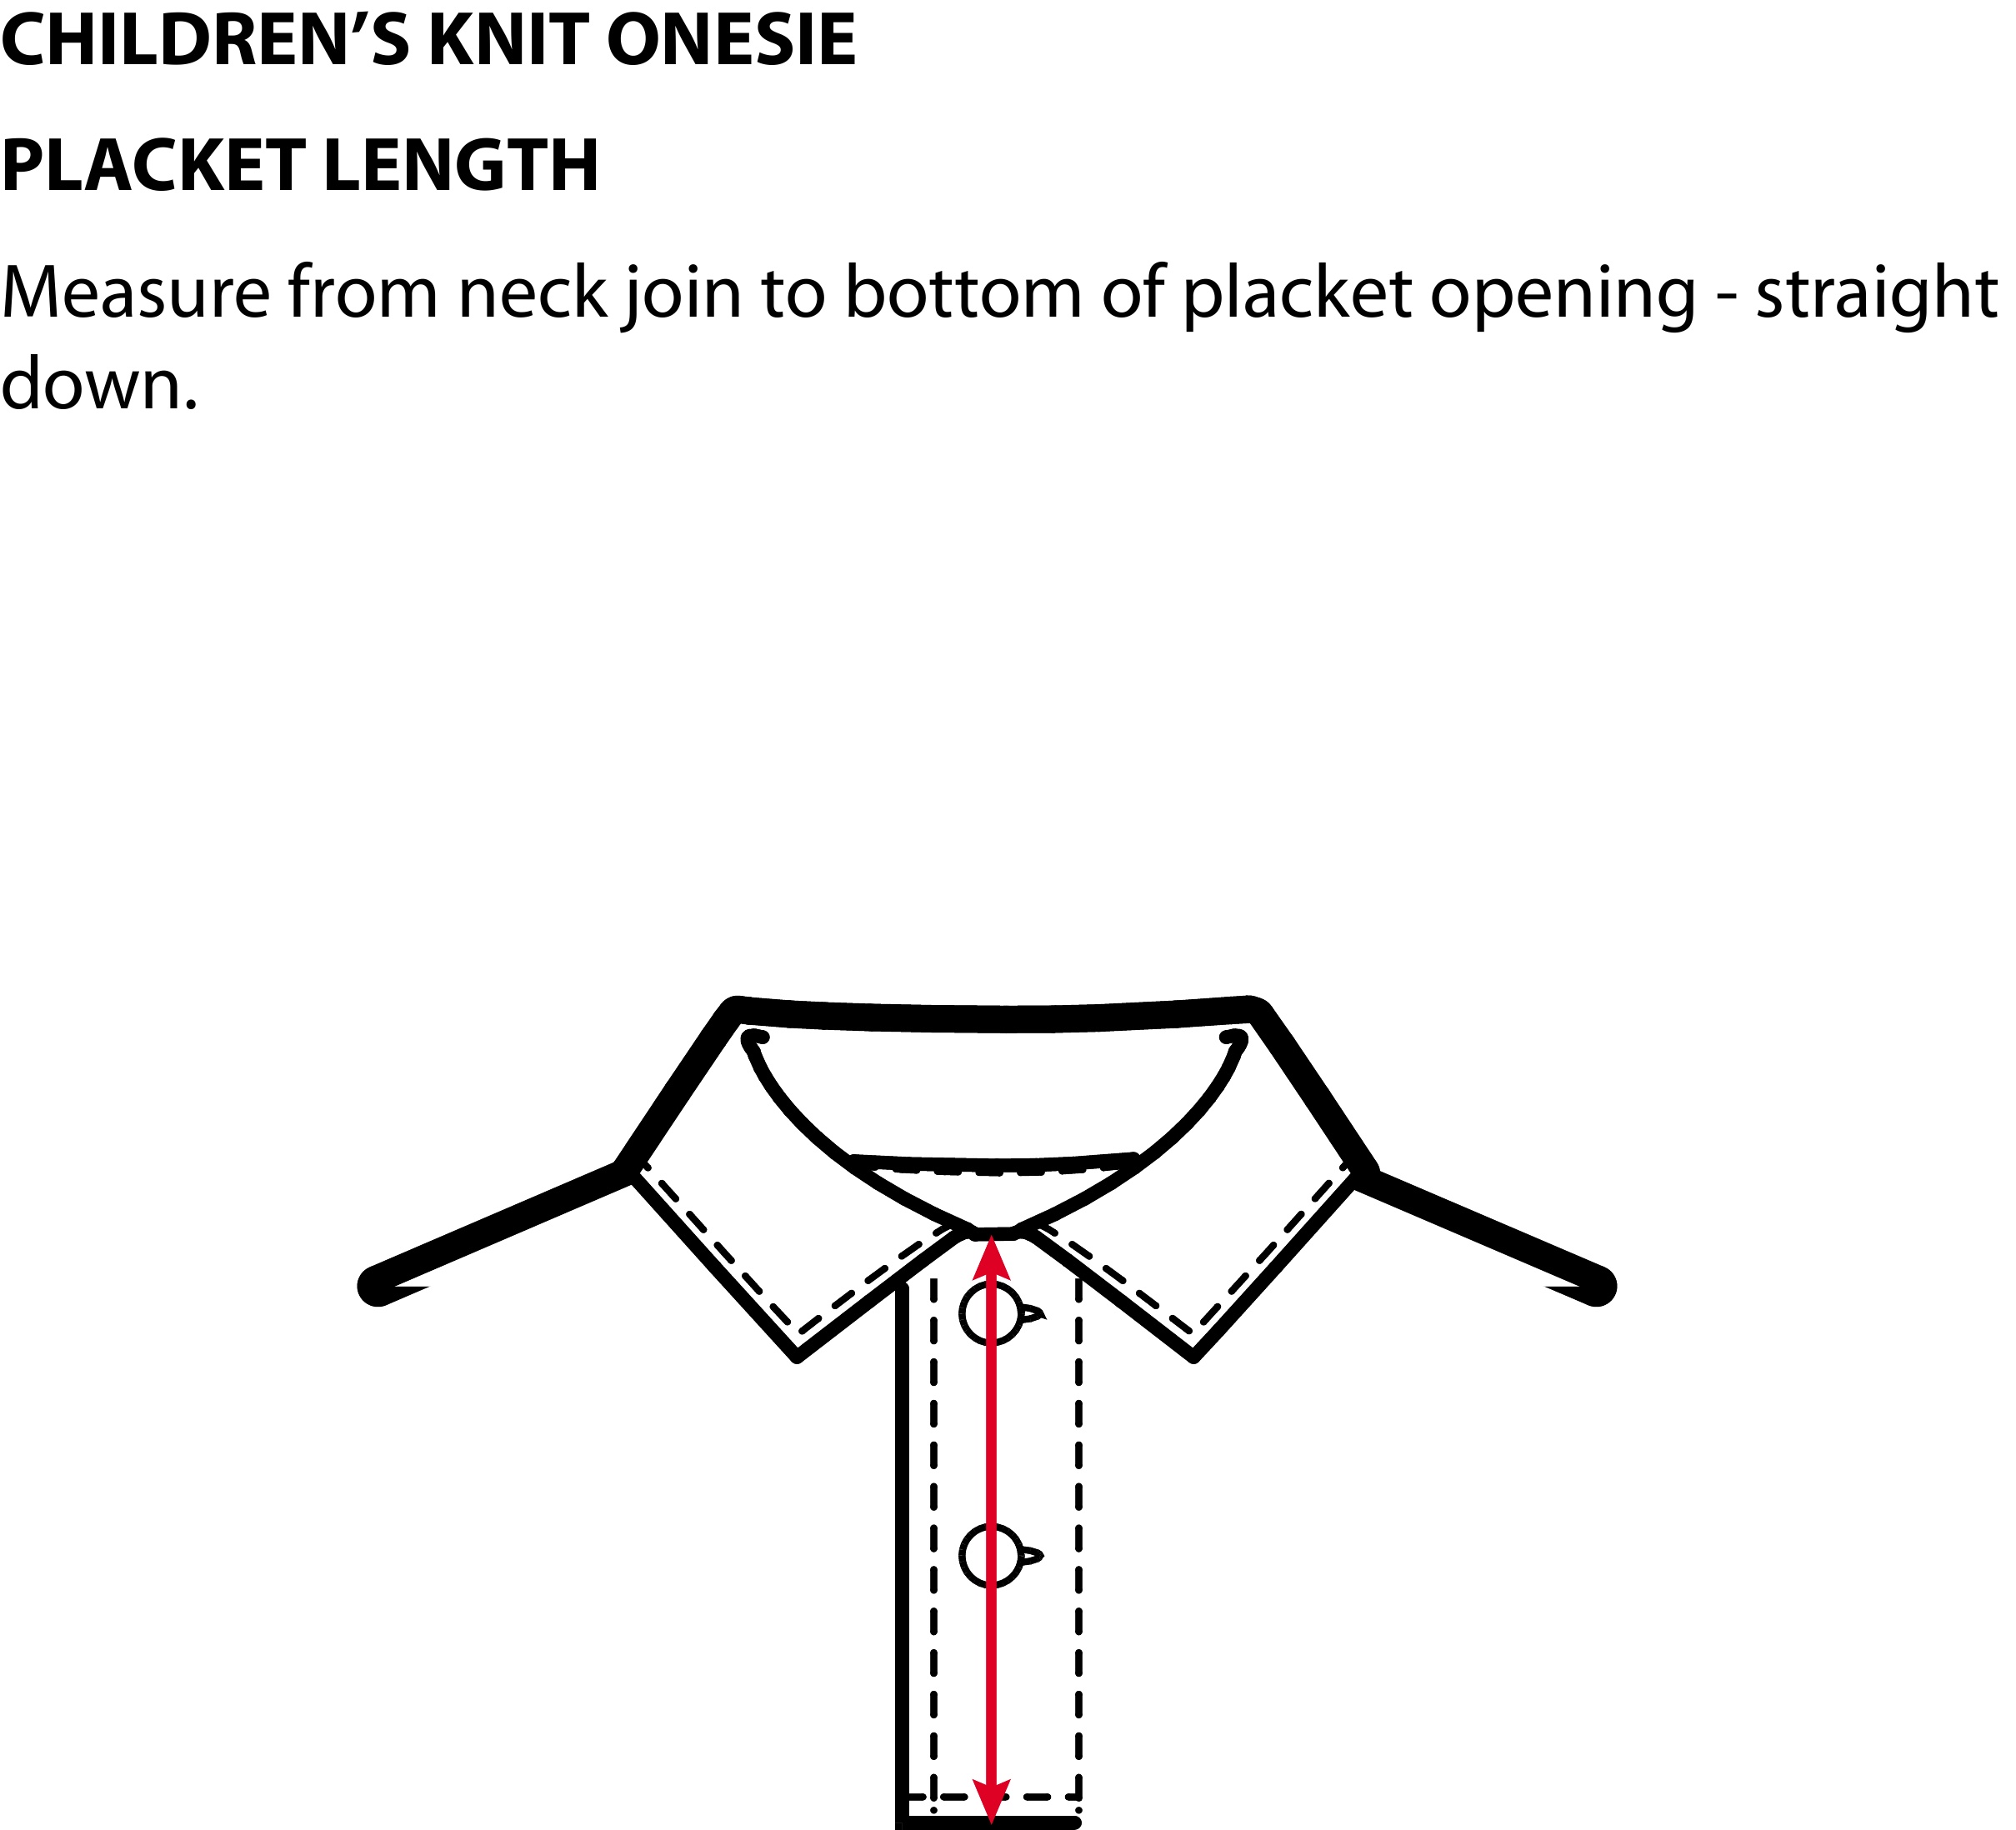 CHILDREN’S KNIT ONESIE
PLACKET LENGTH
Measure from neck join to bottom of placket opening - straight
down.